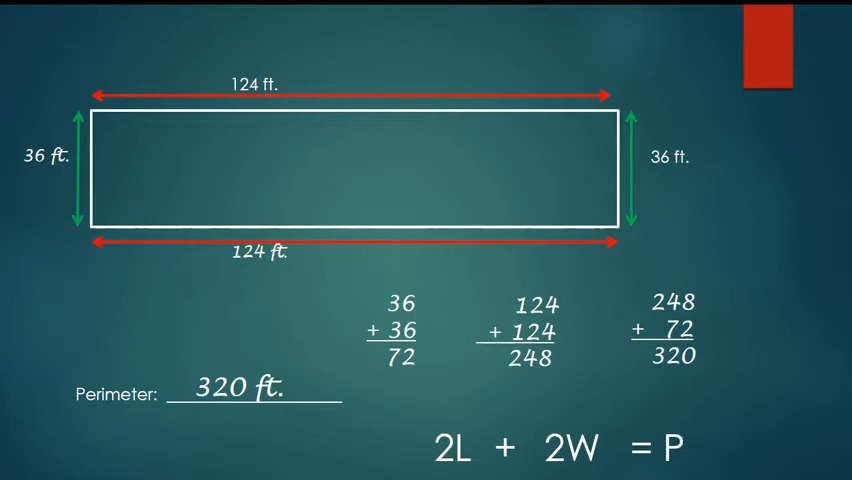 124 ft.
36 ft.
36 ft.
124 ft.
36
+ 36
72
124
+ 124
248
248
+ 72
320
Perimeter: 320 ft.
2L + 2W = P